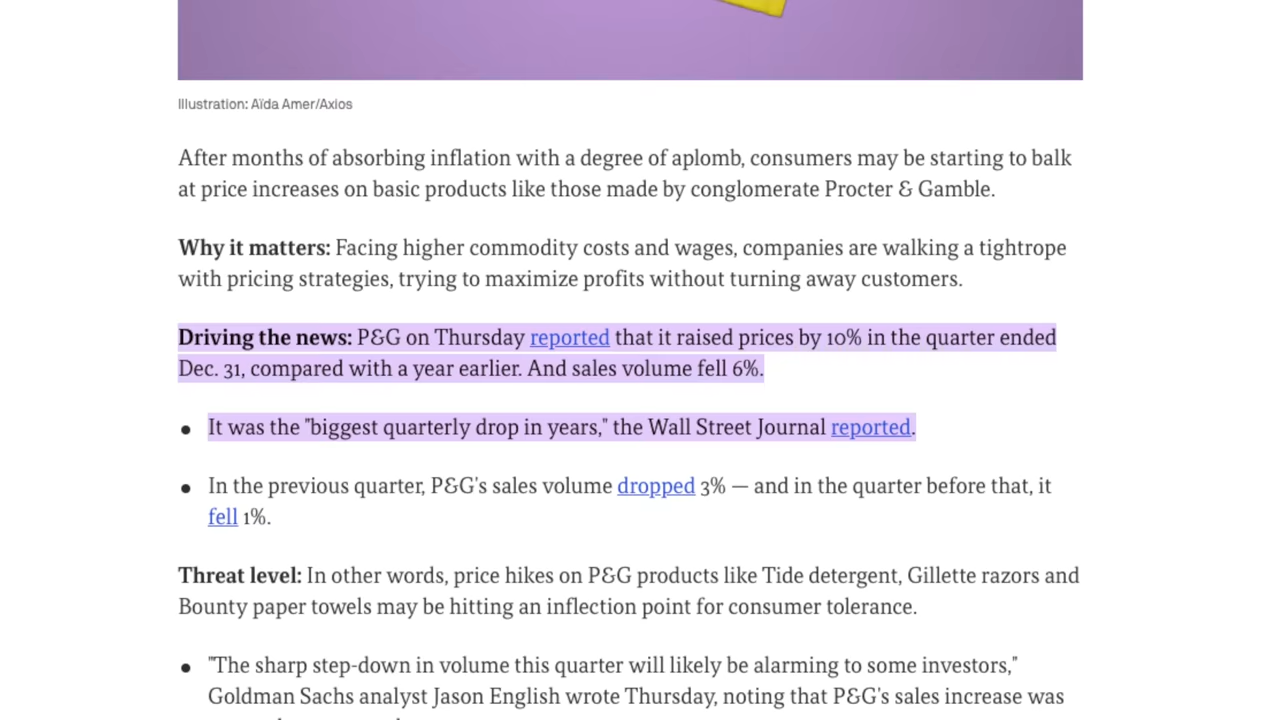 Illustration: Aïda Amer/Axios
After months of absorbing inflation with a degree of aplomb, consumers may be starting to balk
at price increases on basic products like those made by conglomerate Procter & Gamble.
Why it matters: Facing higher commodity costs and wages, companies are walking a tightrope
with pricing strategies, trying to maximize profits without turning away customers.
Driving the news: P&G on Thursday reported that it raised prices by 10% in the quarter ended
Dec. 31, compared with a year earlier. And sales volume fell 6%.
• It was the "biggest quarterly drop in years," the Wall Street Journal reported.
• In the previous quarter, P&G's sales volume dropped 3% — and in the quarter before that, it
fell 1%.
Threat level: In other words, price hikes on P&G products like Tide detergent, Gillette razors and
Bounty paper towels may be hitting an inflection point for consumer tolerance.
• "The sharp step-down in volume this quarter will likely be alarming to some investors,"
Goldman Sachs analyst Jason English wrote Thursday, noting that P&G's sales increase was